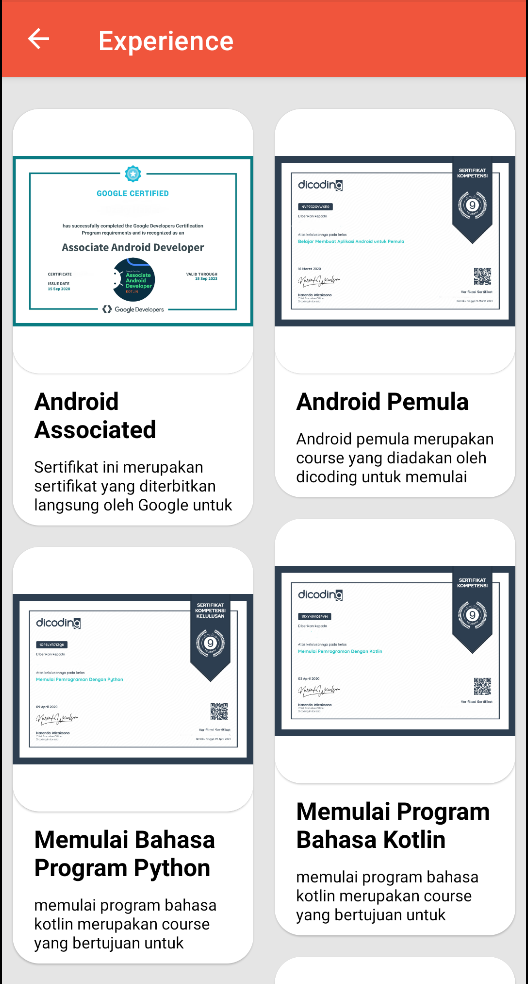 Experience
GOOGLE CERTIFIED
has successfully completed the Google Developers Certification
Program requirements and is recognized as an
Associate Android Developer
CERTIFICATE
ISSUE DATE
VALID THROUGH
Associate
Android
Developer
Google Developers
Android
Associated
Sertifikat ini merupakan
sertifikat yang diterbitkan
langsung oleh Google untuk
dicoding
SERTIFIKAT
KOMPETENSI
Belajar Membuat Aplikasi Android untuk Pemula
Android Pemula
Android pemula merupakan
course yang diadakan oleh
dicoding untuk memulai
dicoding
SERTIFIKAT
KOMPETENSI
KELULUSAN
Memulai Pemrograman Dengan Python
Memulai Bahasa
Program Python
memulai program bahasa
kotlin merupakan course
yang bertujuan untuk
dicoding
SERTIFIKAT
KOMPETENSI
Memulai Pemrograman Dengan Kotlin
Memulai Program
Bahasa Kotlin
memulai program bahasa
kotlin merupakan course
yang bertujuan untuk